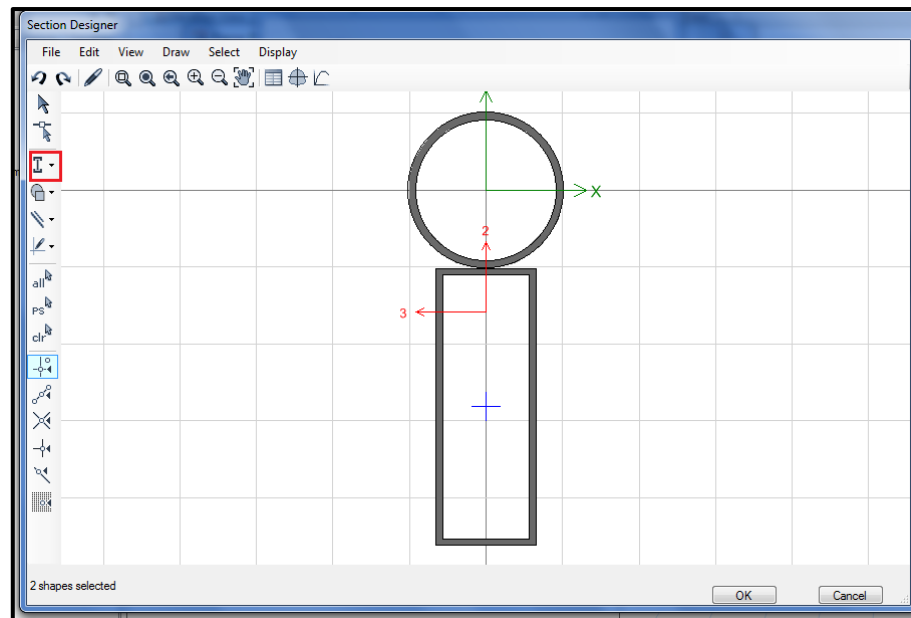 Section Designer
File Edit View Draw Select Display
X
2
3
all
PS
clr
2 shapes selected
OK Cancel